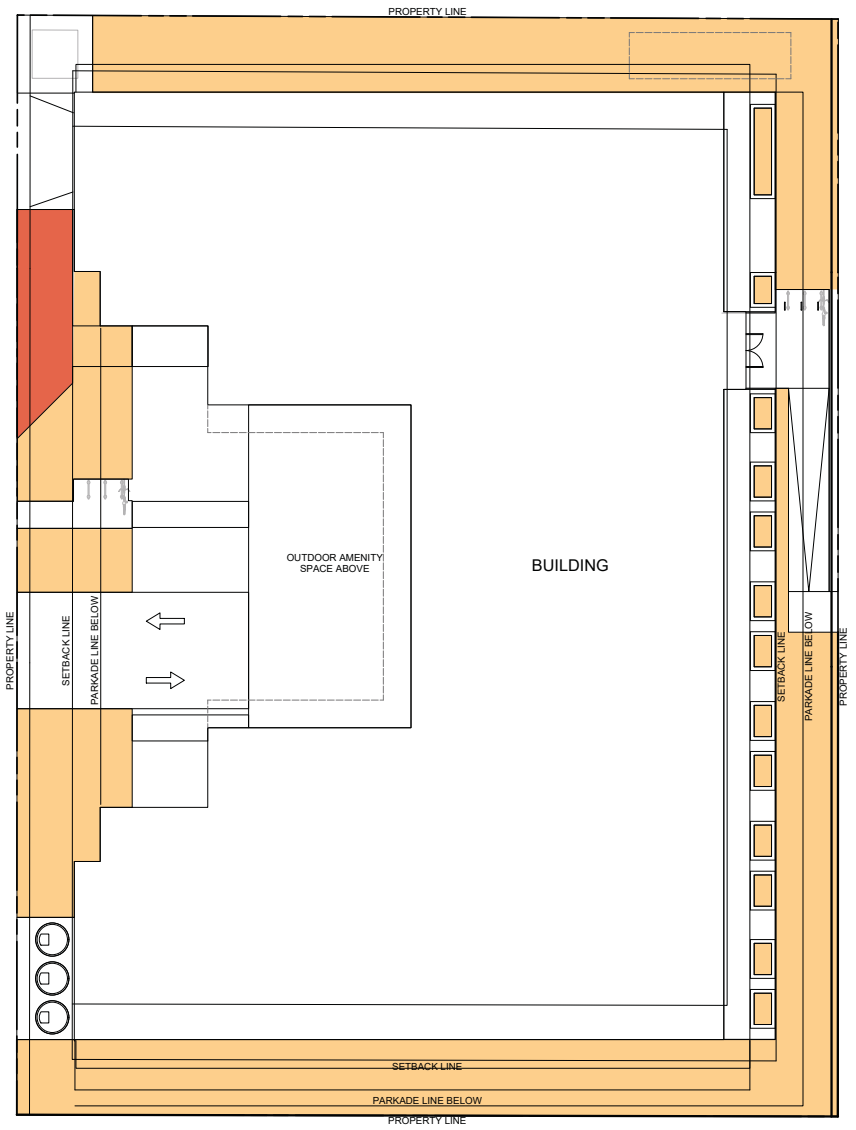 PROPERTY LINE
OUTDOOR AMENITY
SPACE ABOVE
BUILDING
PROPERTY LINE
SETBACK LINE
PARKADE LINE BELOW
SETBACK LINE
PARKADE LINE BELOW
PROPERTY LINE
SETBACK LINE
PARKADE LINE BELOW
PROPERTY LINE